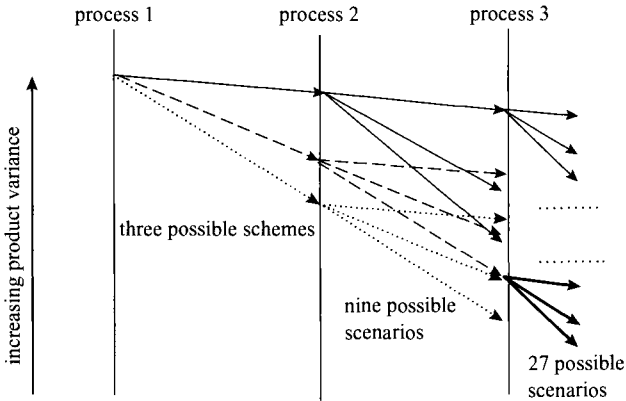 process 1
process 2
process 3
increasing product variance
three possible schemes
nine possible
scenarios
27 possible
scenarios